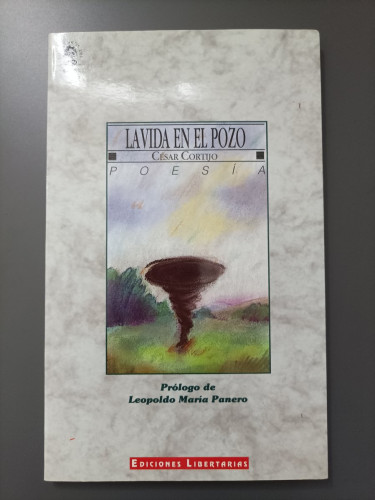 LA VIDA EN EL POZO
CÉSAR CORTIJO
POESÍA
Prólogo de
Leopoldo María Panero
EDICIONES LIBERTARIAS